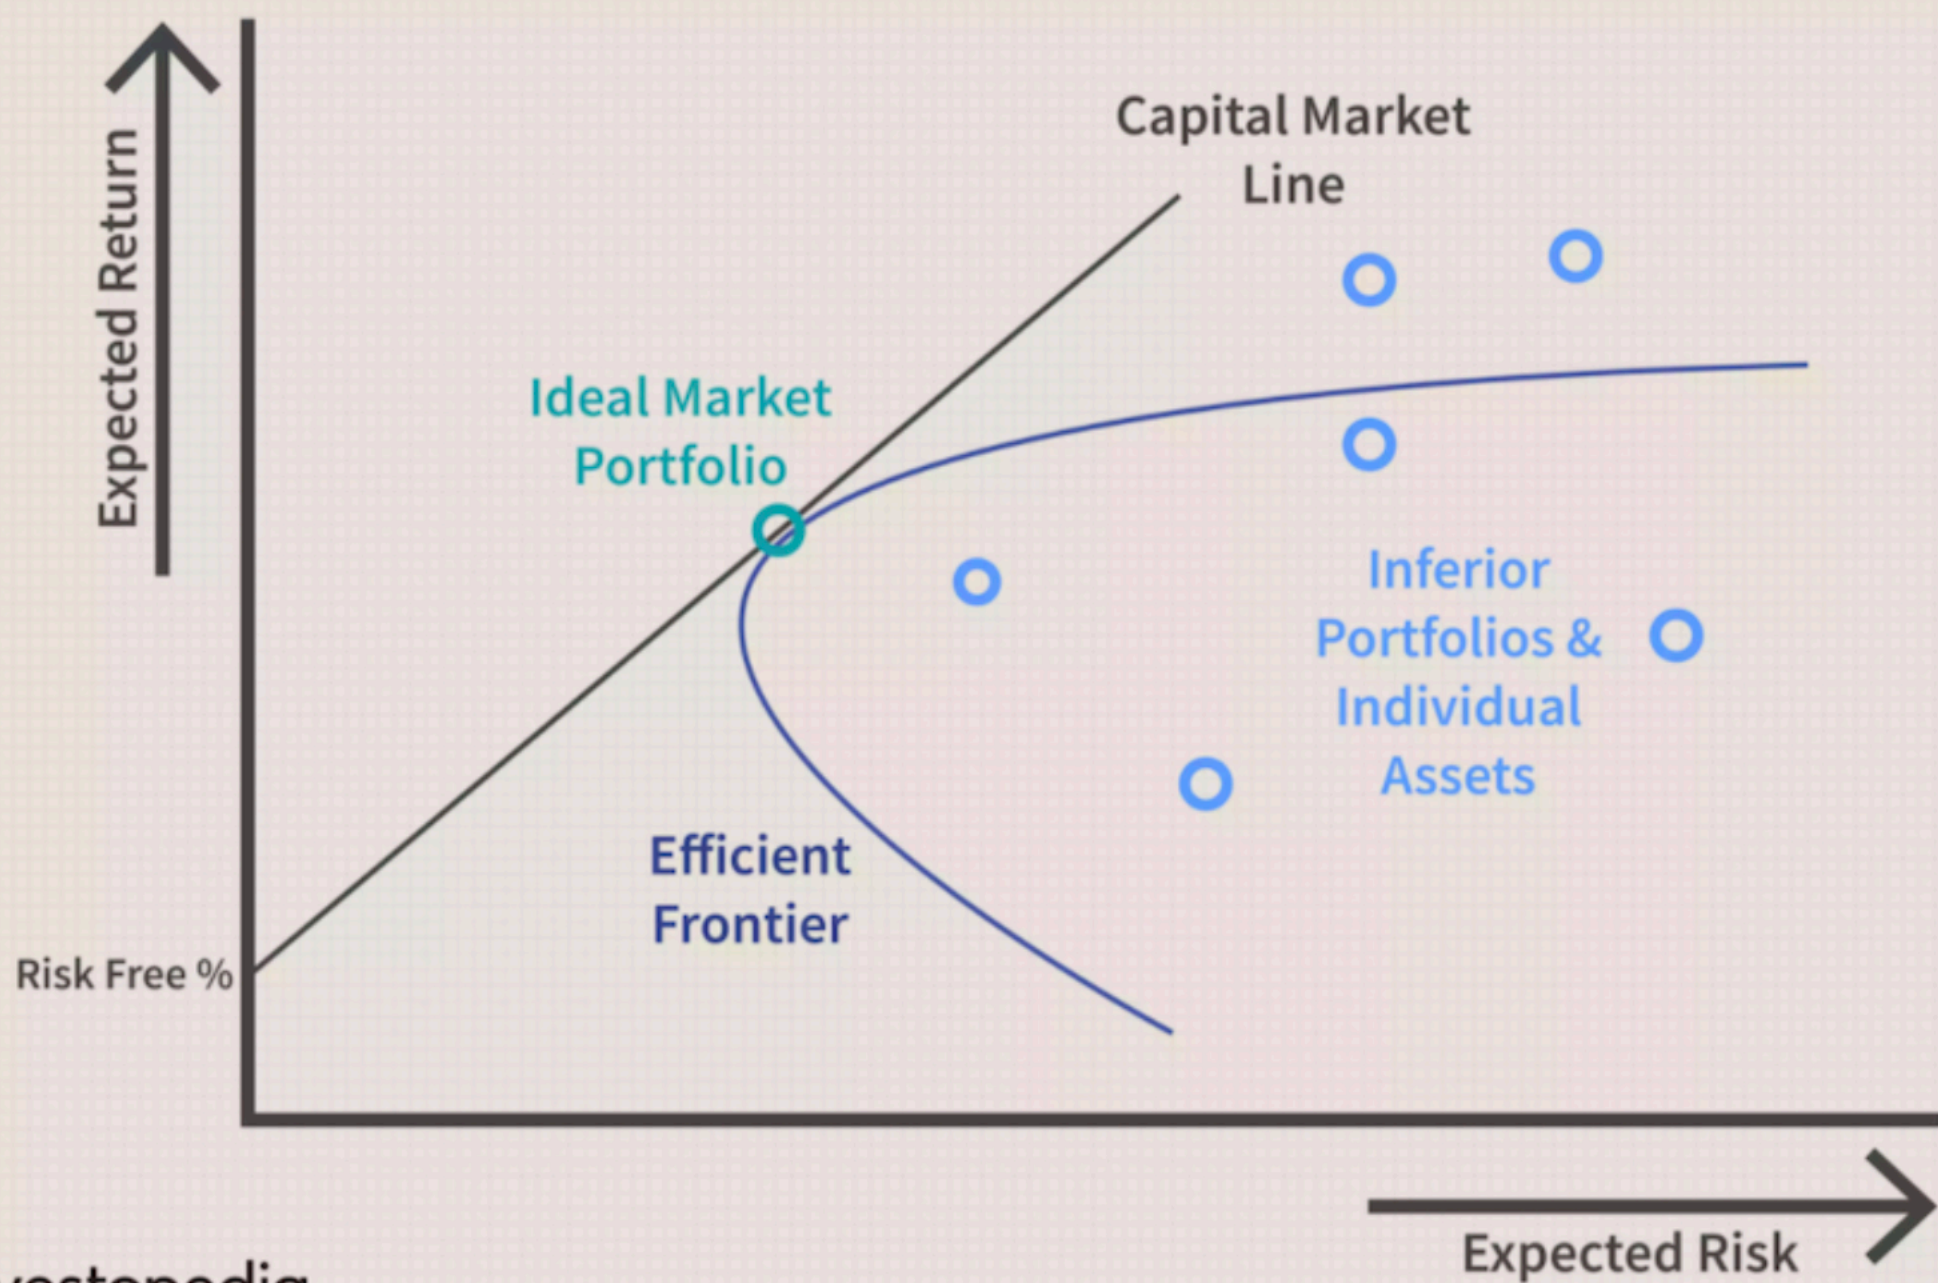 Expected Return
Capital Market
Line
Ideal Market
Portfolio
Inferior
Portfolios &
Individual
Assets
Efficient
Frontier
Risk Free %
Expected Risk